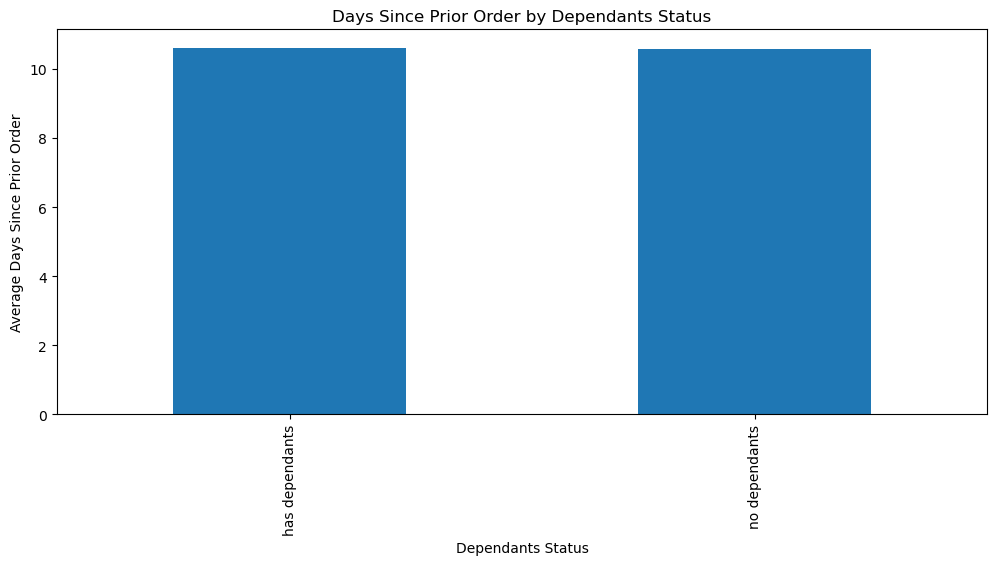 Days Since Prior Order by Dependants Status
Average Days Since Prior Order
10
8
6
4
2
0
has dependants
no dependants
Dependants Status